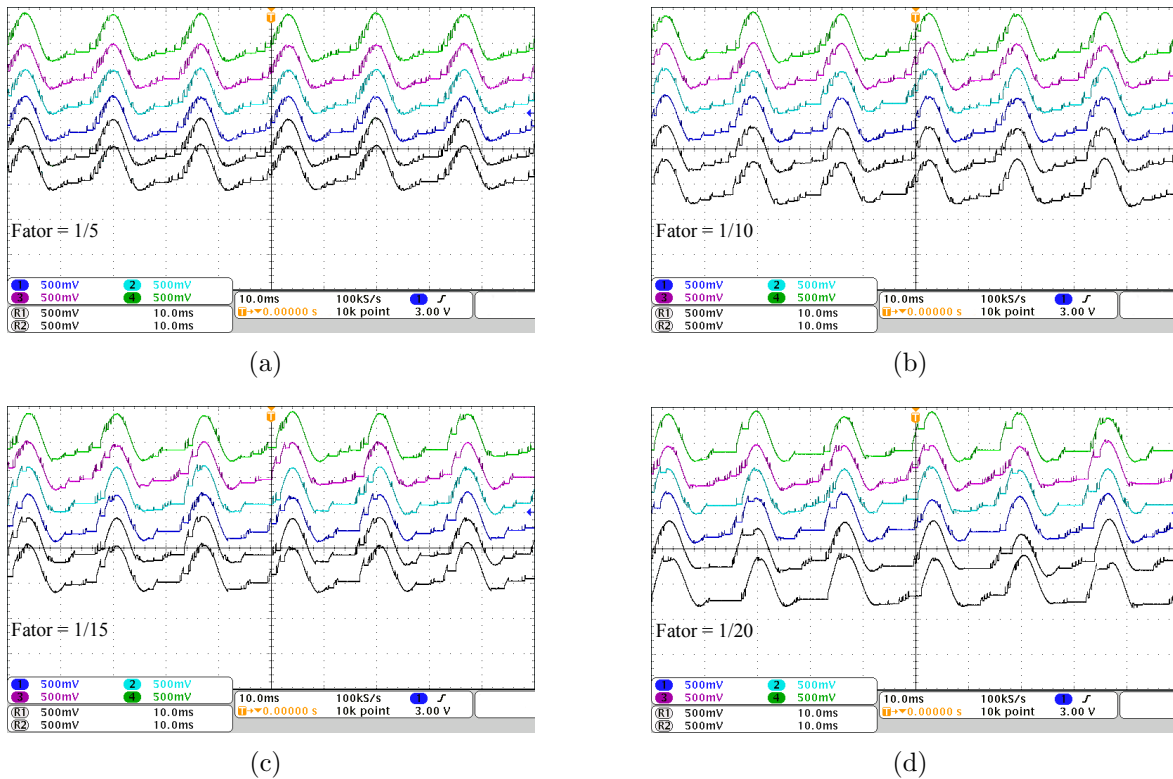 T
Fator = 1/5
1 500mV 2 500mV
3 500mV 4 500mV
R1 500mV 10.0ms
R2 500mV 10.0ms
10.0ms 100kS/s 1
T→▼0.00000 s 10k point 3.00 V
(a)
T
Fator = 1/10
1 500mV 2 500mV
3 500mV 4 500mV
R1 500mV 10.0ms
R2 500mV 10.0ms
10.0ms 100kS/s 1
T→▼0.00000 s 10k point 3.00 V
(b)
T
Fator = 1/15
1 500mV 2 500mV
3 500mV 4 500mV
R1 500mV 10.0ms
R2 500mV 10.0ms
10.0ms 100kS/s 1
T→▼0.00000 s 10k point 3.00 V
(c)
T
Fator = 1/20
1 500mV 2 500mV
3 500mV 4 500mV
R1 500mV 10.0ms
R2 500mV 10.0ms
10.0ms 100kS/s 1
T→▼0.00000 s 10k point 3.00 V
(d)